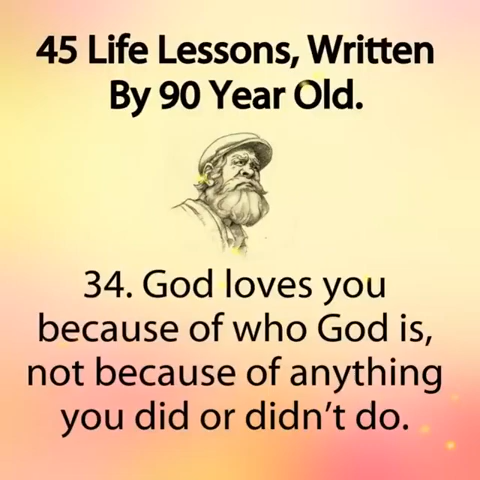 45 Life Lessons, Written
By 90 Year Old.
34. God loves you
because of who God is,
not because of anything
you did or didn't do.